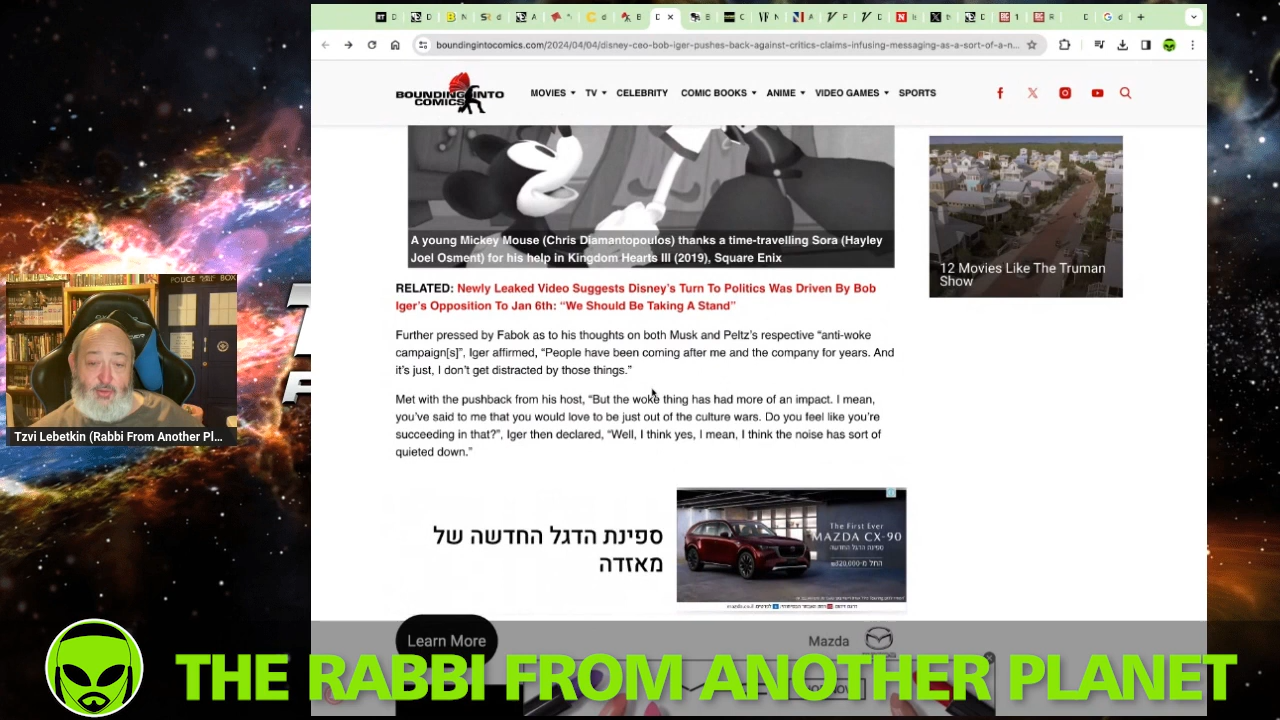 boundingintocomics.com/2024/04/04/disney-ceo-bob-iger-pushes-back-against-critics-claims-infusing-messaging-as-a-sort-of-a-n...
BOUNDING INTO
COMICS
MOVIES
TV
CELEBRITY
COMIC BOOKS
ANIME
VIDEO GAMES
SPORTS
A young Mickey Mouse (Chris Diamantopoulos) thanks a time-travelling Sora (Hayley
Joel Osment) for his help in Kingdom Hearts III (2019), Square Enix
12 Movies Like The Truman
Show
RELATED: Newly Leaked Video Suggests Disney’s Turn To Politics Was Driven By Bob
Iger’s Opposition To Jan 6th: “We Should Be Taking A Stand”
Further pressed by Fabok as to his thoughts on both Musk and Peltz’s respective “anti-woke
campaign[s]”, Iger affirmed, “People have been coming after me and the company for years. And
it’s just, I don’t get distracted by those things.”
Met with the pushback from his host, “But the woke thing has had more of an impact. I mean,
you’ve said to me that you would love to be just out of the culture wars. Do you feel like you’re
succeeding in that?”, Iger then declared, “Well, I think yes, I mean, I think the noise has sort of
quieted down.”
POLICE BOX
Tzvi Lebetkin (Rabbi From Another Pl...
ספינת הדגל החדשה של
מאזדה
The First Ever
MAZDA CX-90
ספינת הדגל החדשה
Learn More
Mazda
THE RABBI FROM ANOTHER PLANET